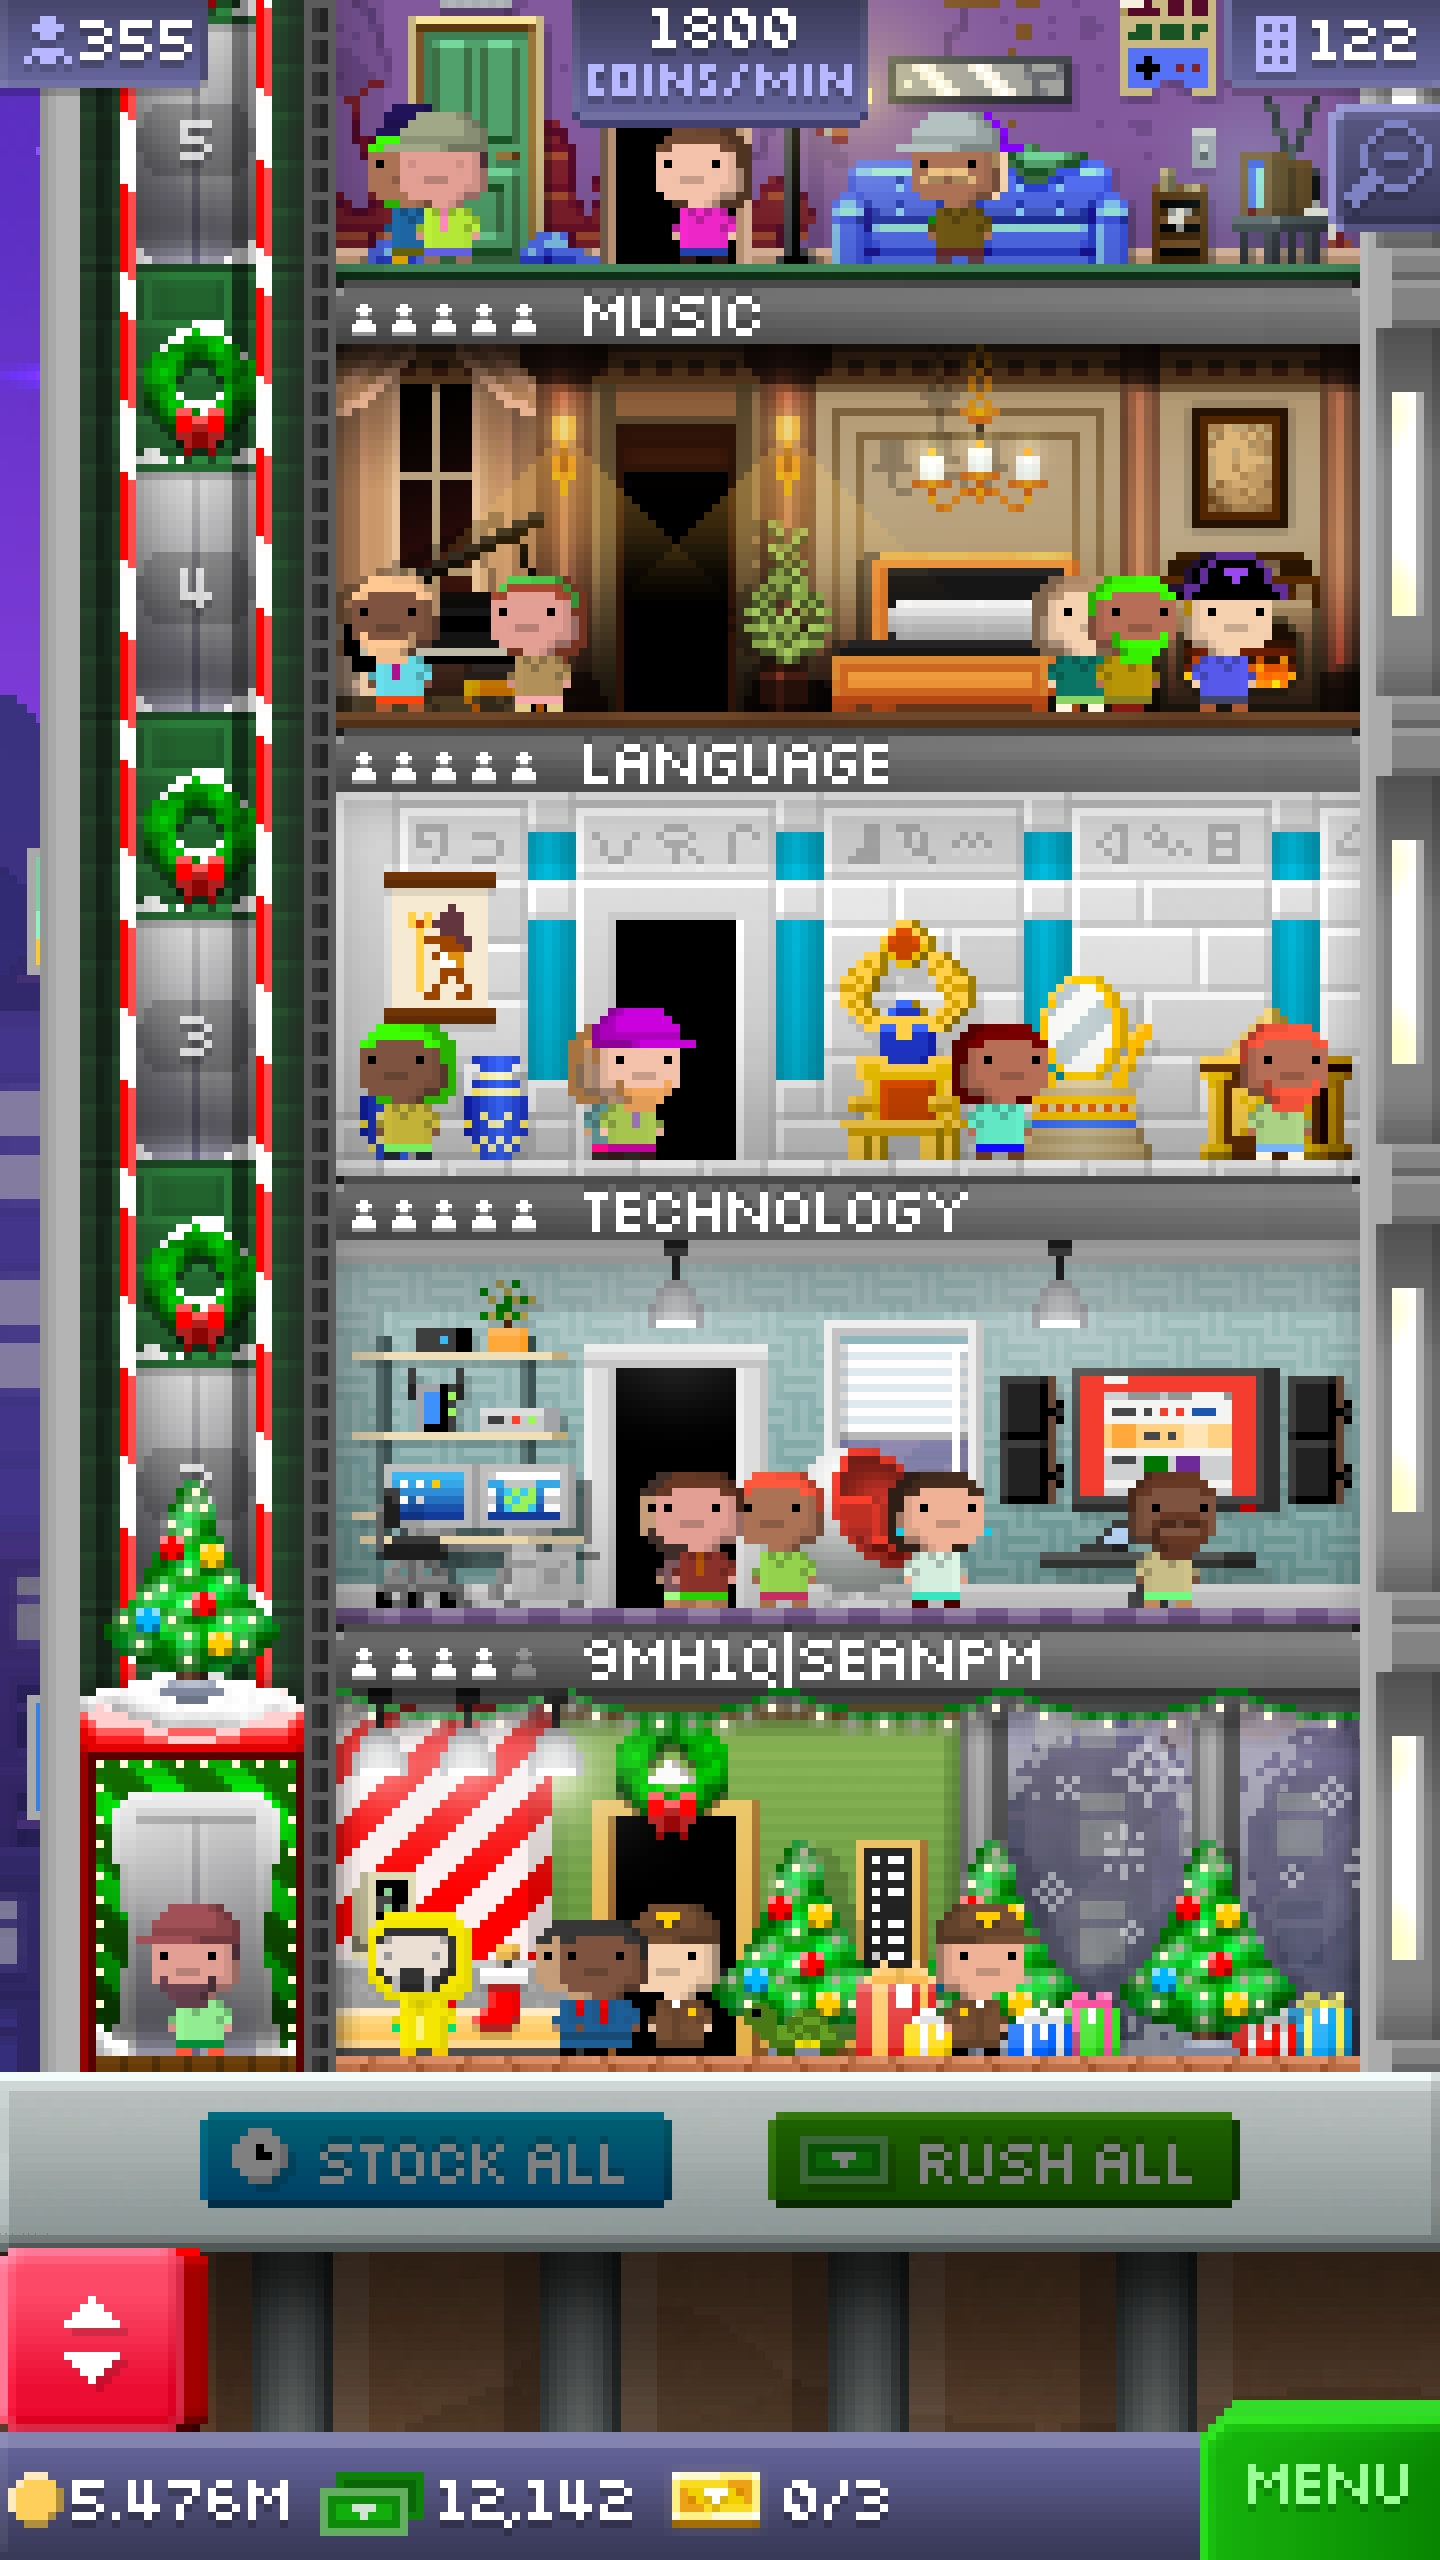 355
1800
COINS/MIN
122
5
MUSIC
4
LANGUAGE
3
TECHNOLOGY
9MH10|SEANPM
STOCK ALL
RUSH ALL
5.476M
12,142
0/3
MENU